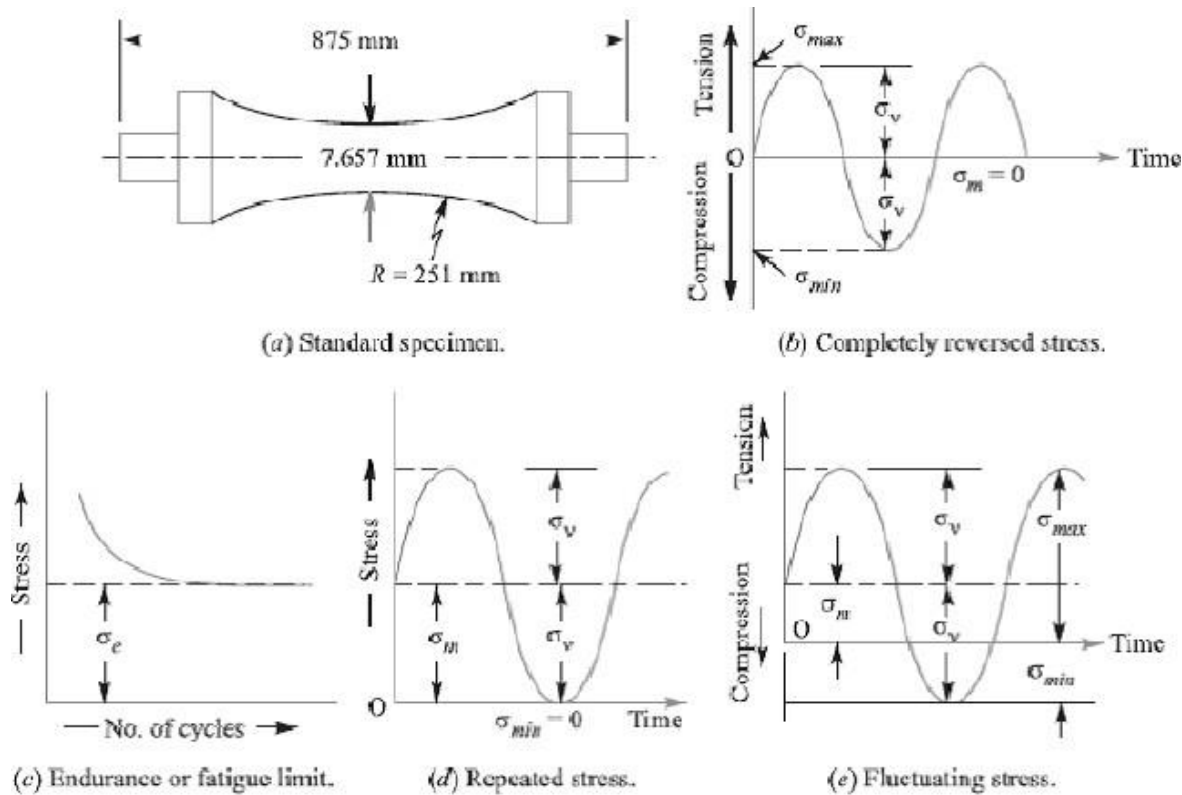 875 mm
7.657 mm
R = 251 mm
(a) Standard specimen.
Tension
Compression
O
σmax
σv
σv
σm = 0
Time
σmin
(b) Completely reversed stress.
Stress
σe
No. of cycles
(c) Endurance or fatigue limit.
Stress
σv
σm
σv
O
σmin = 0
Time
(d) Repeated stress.
Tension
Compression
σv
σmax
σm
O
σv
Time
σmin
(e) Fluctuating stress.